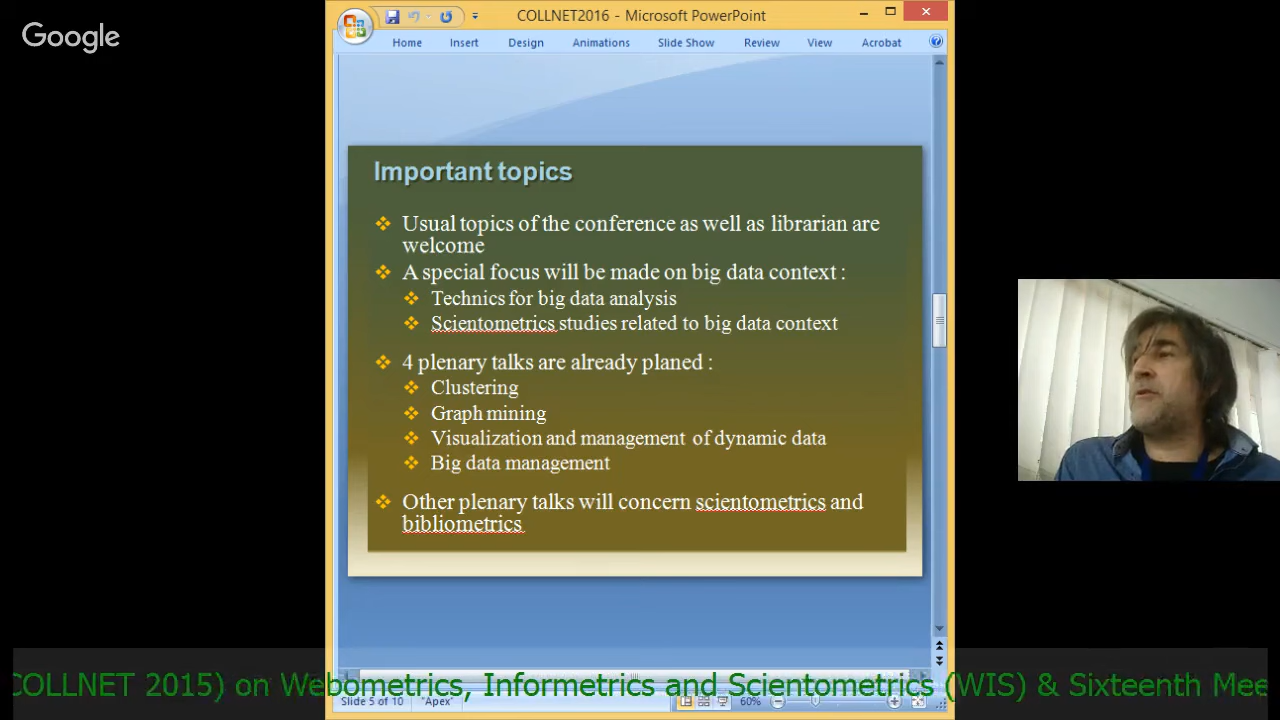 Google
COLLNET2016 - Microsoft PowerPoint
Home Insert Design Animations Slide Show Review View Acrobat
Important topics
Usual topics of the conference as well as librarian are
welcome
A special focus will be made on big data context :
Technics for big data analysis
Scientometrics studies related to big data context
4 plenary talks are already planed :
Clustering
Graph mining
Visualization and management of dynamic data
Big data management
Other plenary talks will concern scientometrics and
bibliometrics
COLLNET 2015) on Webometrics, Informetrics and Scientometrics (WIS) & Sixteenth Mee
Slide 5 of 10 "Apex" 60%